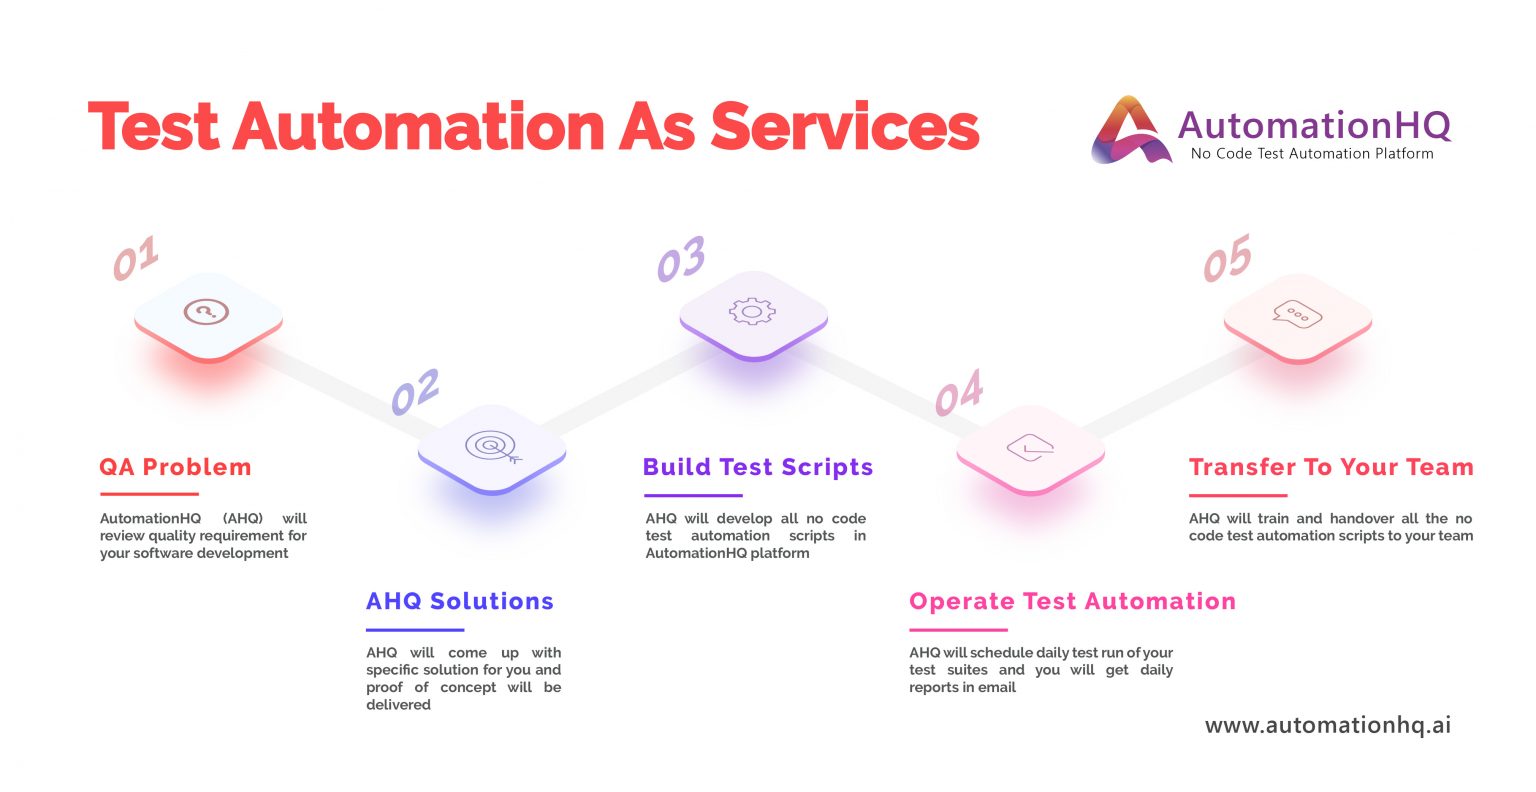 Test Automation As Services
AutomationHQ
No Code Test Automation Platform
01
QA Problem
AutomationHQ (AHQ) will
review quality requirement for
your software development
02
AHQ Solutions
AHQ will come up with
specific solution for you and
proof of concept will be
delivered
03
Build Test Scripts
AHQ will develop all no code
test automation scripts in
AutomationHQ platform
04
Operate Test Automation
AHQ will schedule daily test run of your
test suites and you will get daily
reports in email
05
Transfer To Your Team
AHQ will train and handover all the no
code test automation scripts to your team
www.automationhq.ai